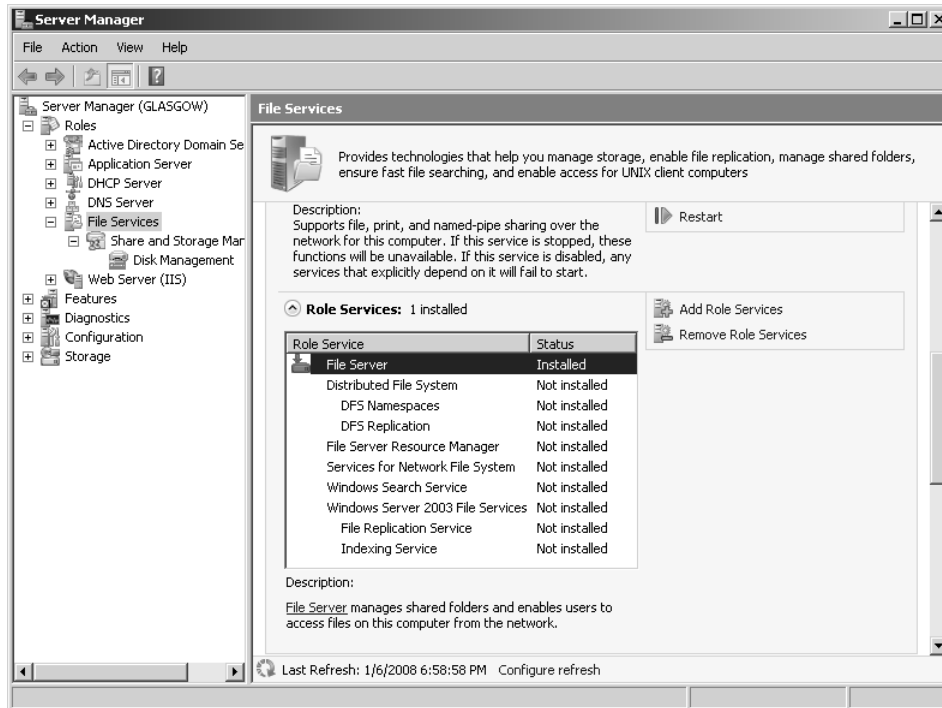 Server Manager
File Action View Help
Server Manager (GLASGOW)
Roles
Active Directory Domain Se
Application Server
DHCP Server
DNS Server
File Services
Share and Storage Mar
Disk Management
Web Server (IIS)
Features
Diagnostics
Configuration
Storage
File Services
Provides technologies that help you manage storage, enable file replication, manage shared folders,
ensure fast file searching, and enable access for UNIX client computers
Description:
Supports file, print, and named-pipe sharing over the
network for this computer. If this service is stopped, these
functions will be unavailable. If this service is disabled, any
services that explicitly depend on it will fail to start.
Restart
Role Services: 1 installed
Add Role Services
Remove Role Services
Role Service Status
File Server Installed
Distributed File System Not installed
DFS Namespaces Not installed
DFS Replication Not installed
File Server Resource Manager Not installed
Services for Network File System Not installed
Windows Search Service Not installed
Windows Server 2003 File Services Not installed
File Replication Service Not installed
Indexing Service Not installed
Description:
File Server manages shared folders and enables users to
access files on this computer from the network.
Last Refresh: 1/6/2008 6:58:58 PM Configure refresh